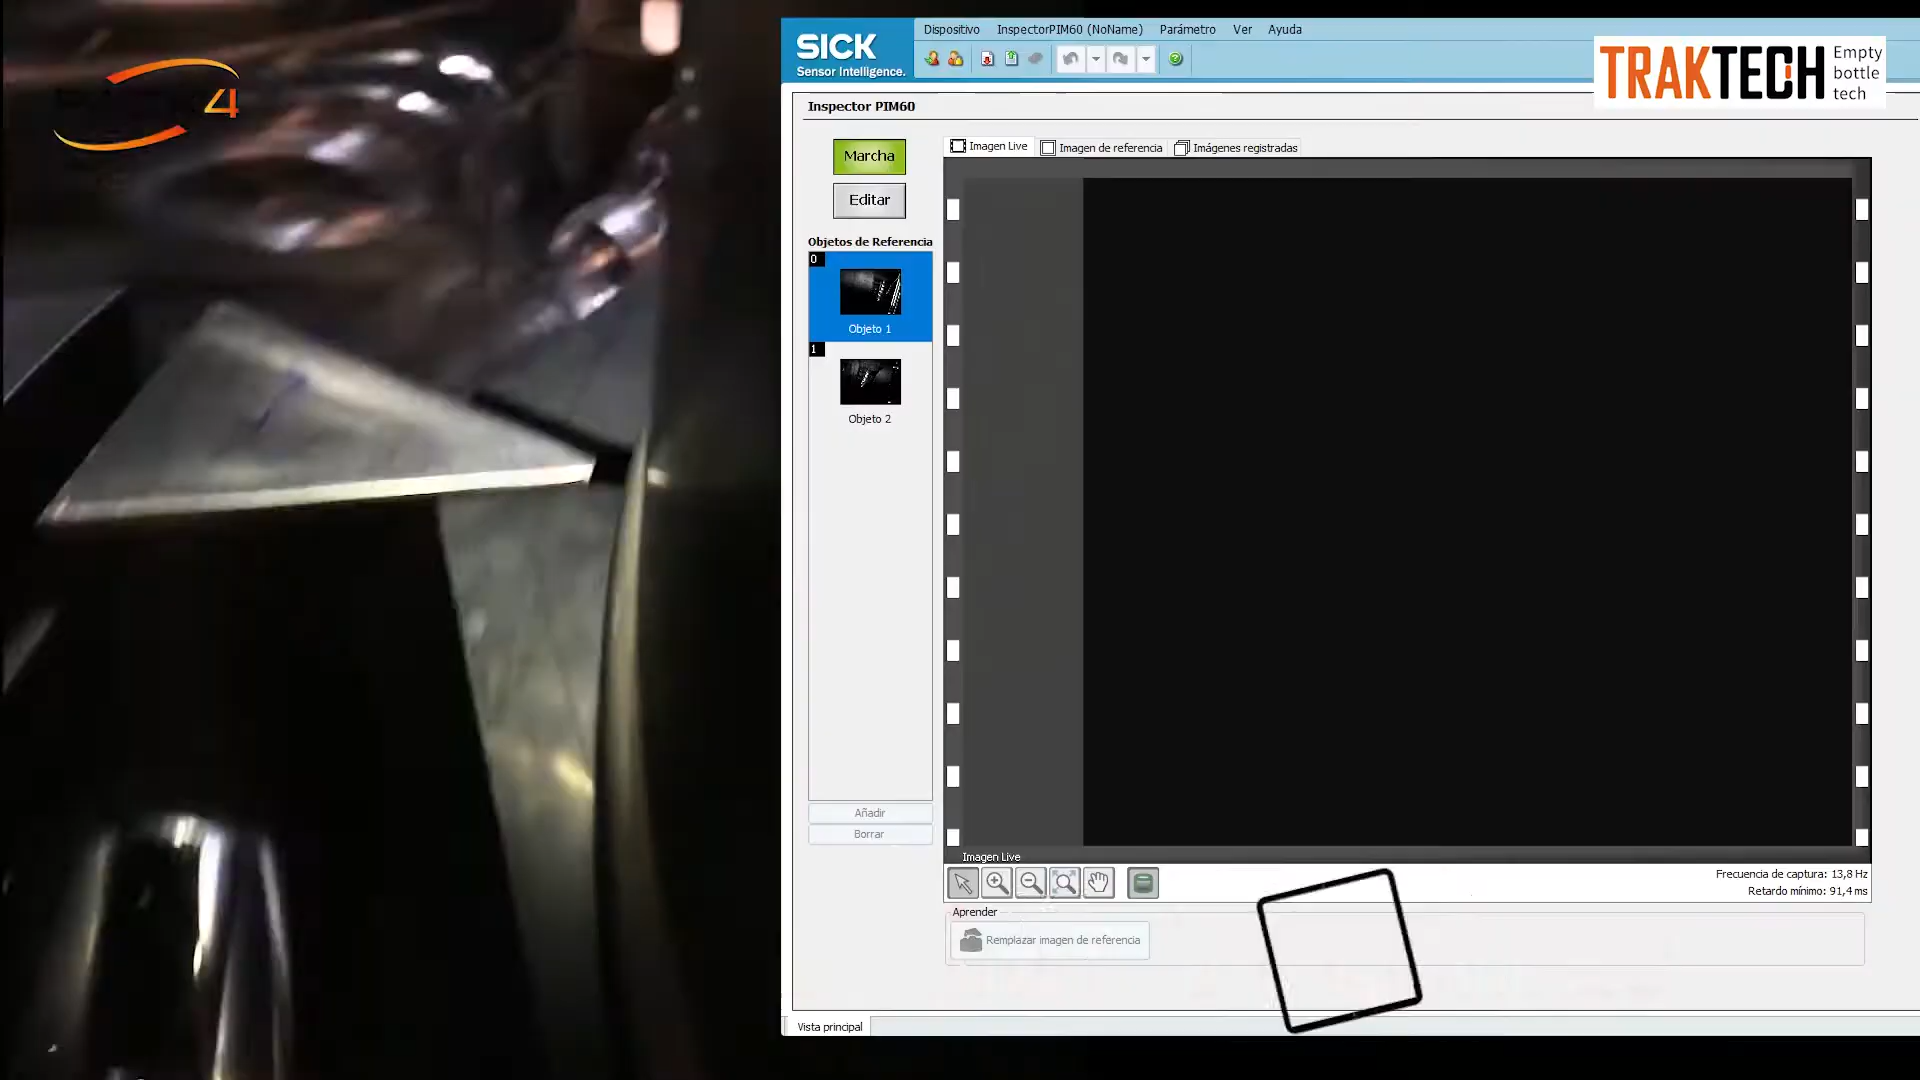 4
SICK
Sensor Intelligence.
Dispositivo InspectorPIM60 (NoName) Parámetro Ver Ayuda
TRAKTECH
Empty
bottle
tech
Inspector PIM60
Marcha
Editar
Objetos de Referencia
0
Objeto 1
1
Objeto 2
Añadir
Borrar
Imagen Live Imagen de referencia Imágenes registradas
Imagen Live
Frecuencia de captura: 13,8 Hz
Retardo mínimo: 91,4 ms
Aprender
Remplazar imagen de referencia
Vista principal